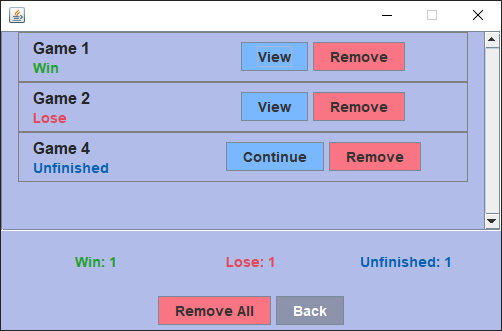 Game 1
Win
View Remove
Game 2
Lose
View Remove
Game 4
Unfinished
Continue Remove
Win: 1 Lose: 1 Unfinished: 1
Remove All Back